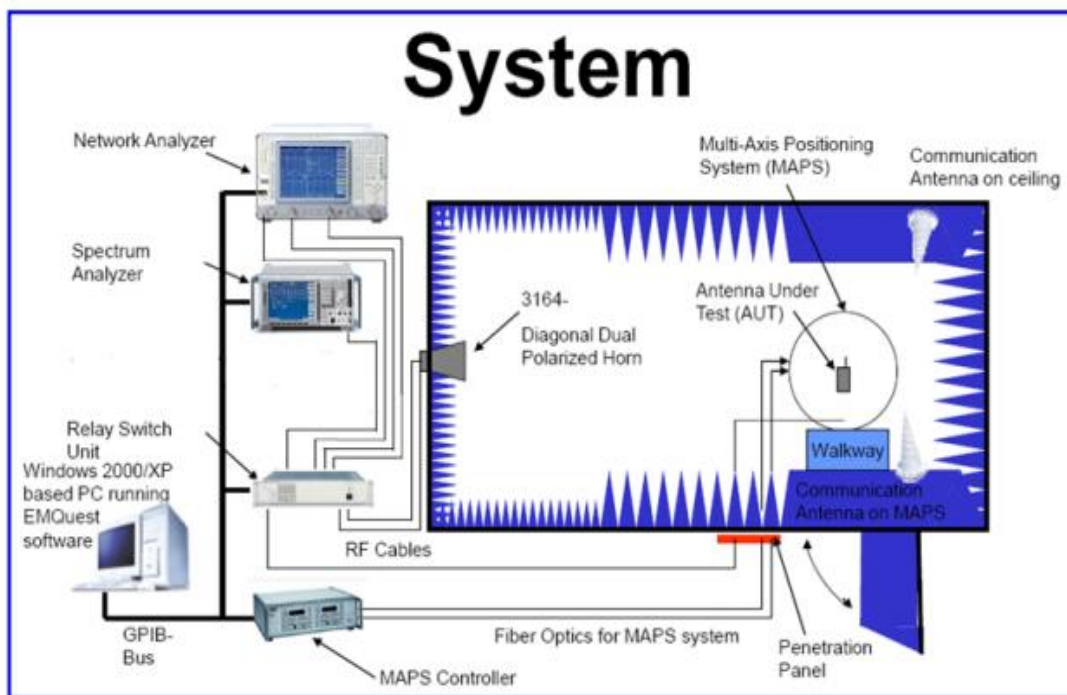 System
Network Analyzer
Multi-Axis Positioning
System (MAPS)
Communication
Antenna on ceiling
Spectrum
Analyzer
3164-
Diagonal Dual
Polarized Horn
Antenna Under
Test (AUT)
Relay Switch
Unit
Windows 2000/XP
based PC running
EMQuest
software
Walkway
Communication
Antenna on MAPS
RF Cables
GPIB-
Bus
MAPS Controller
Fiber Optics for MAPS system
Penetration
Panel